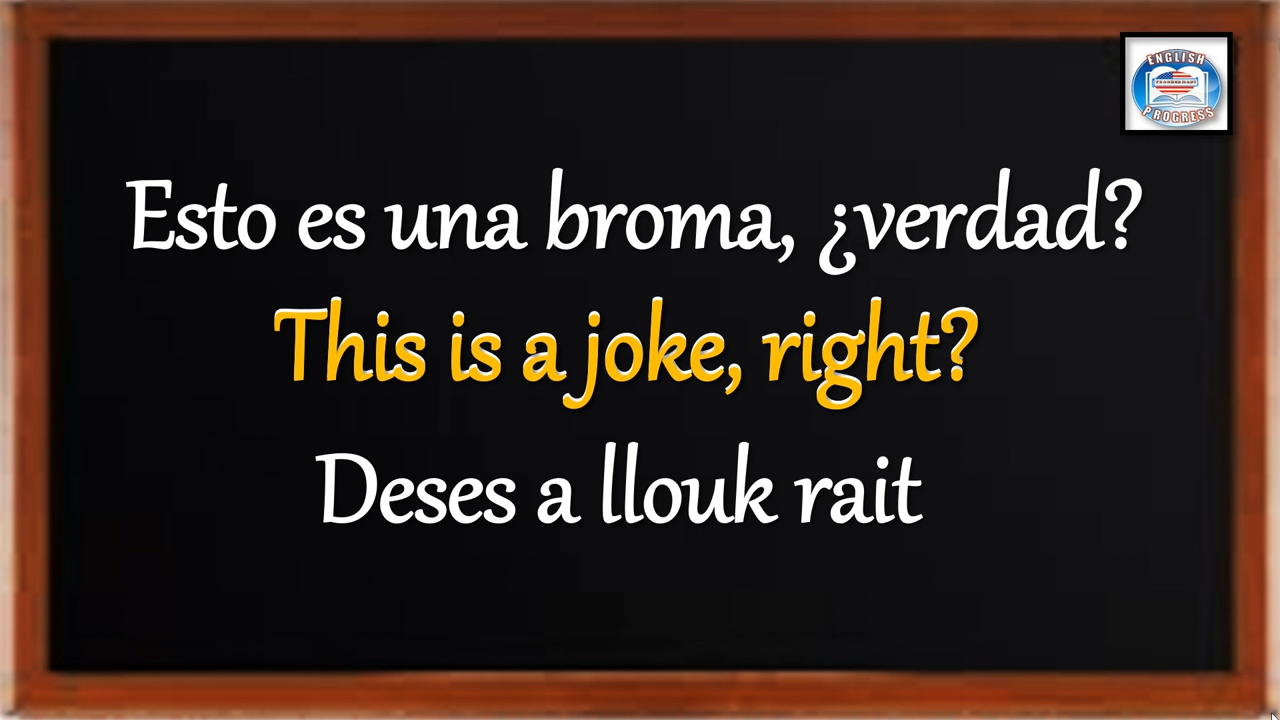 ENGLISH
PROGRESS
Esto es una broma, ¿verdad?
This is a joke, right?
Deses a llouk rait